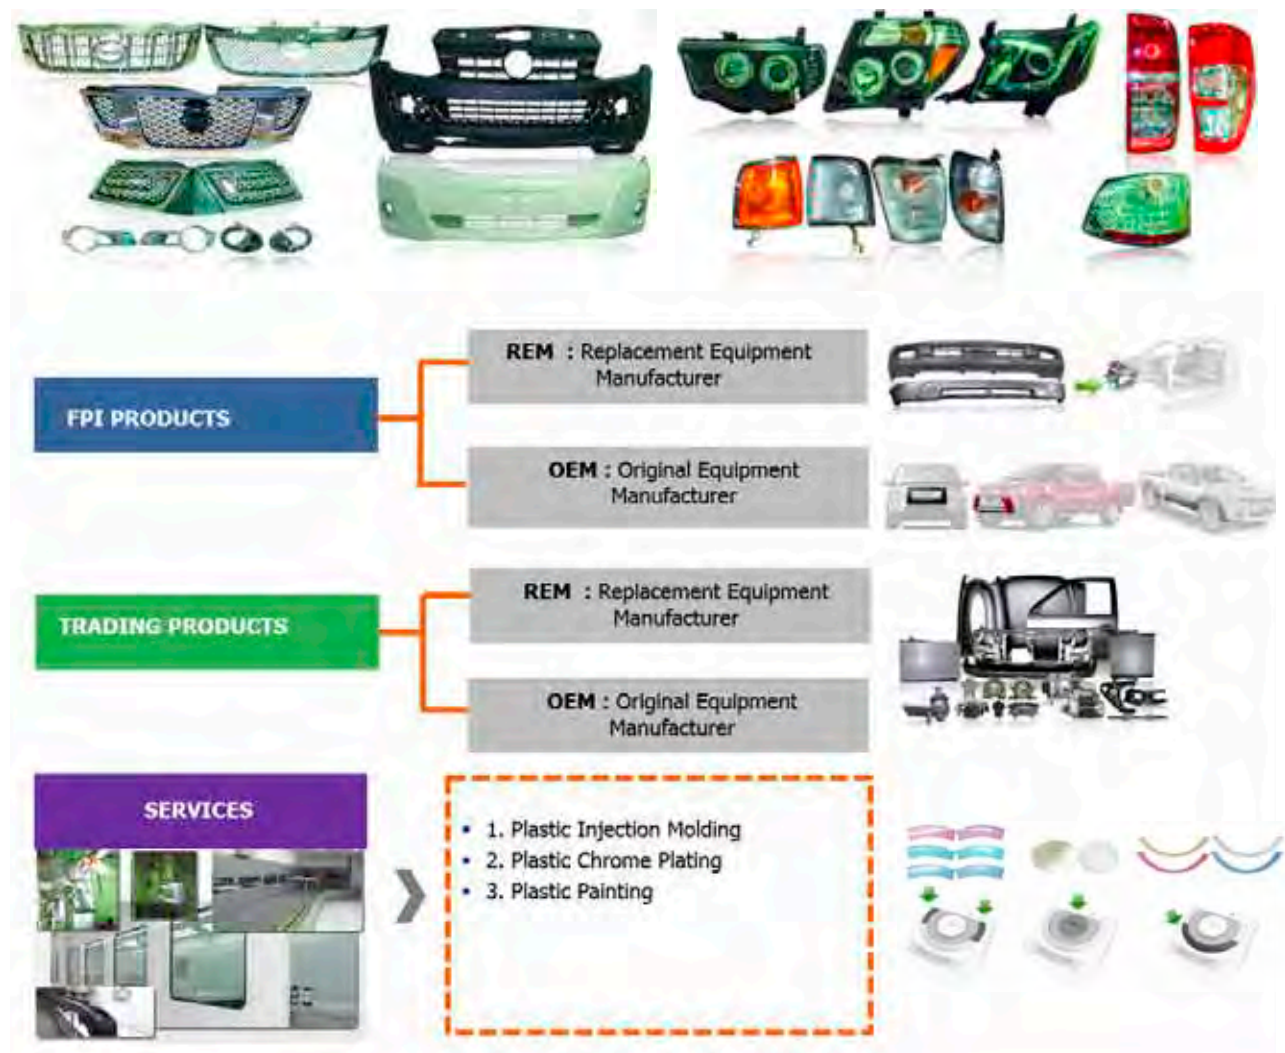 REM : Replacement Equipment
Manufacturer
FPI PRODUCTS
OEM : Original Equipment
Manufacturer
REM : Replacement Equipment
Manufacturer
TRADING PRODUCTS
OEM : Original Equipment
Manufacturer
SERVICES
• 1. Plastic Injection Molding
• 2. Plastic Chrome Plating
• 3. Plastic Painting